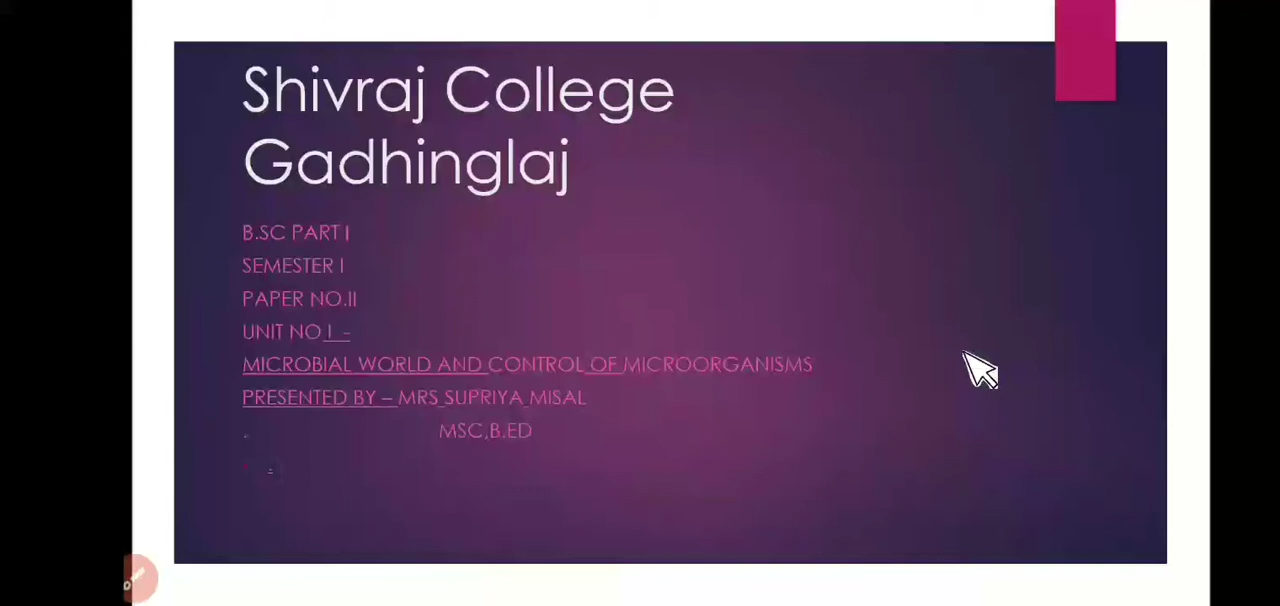 Shivraj College
Gadhinglaj
B.SC PART I
SEMESTER I
PAPER NO.II
UNIT NO I -
MICROBIAL WORLD AND CONTROL OF MICROORGANISMS
PRESENTED BY – MRS SUPRIYA MISAL
. MSC,B.ED
.